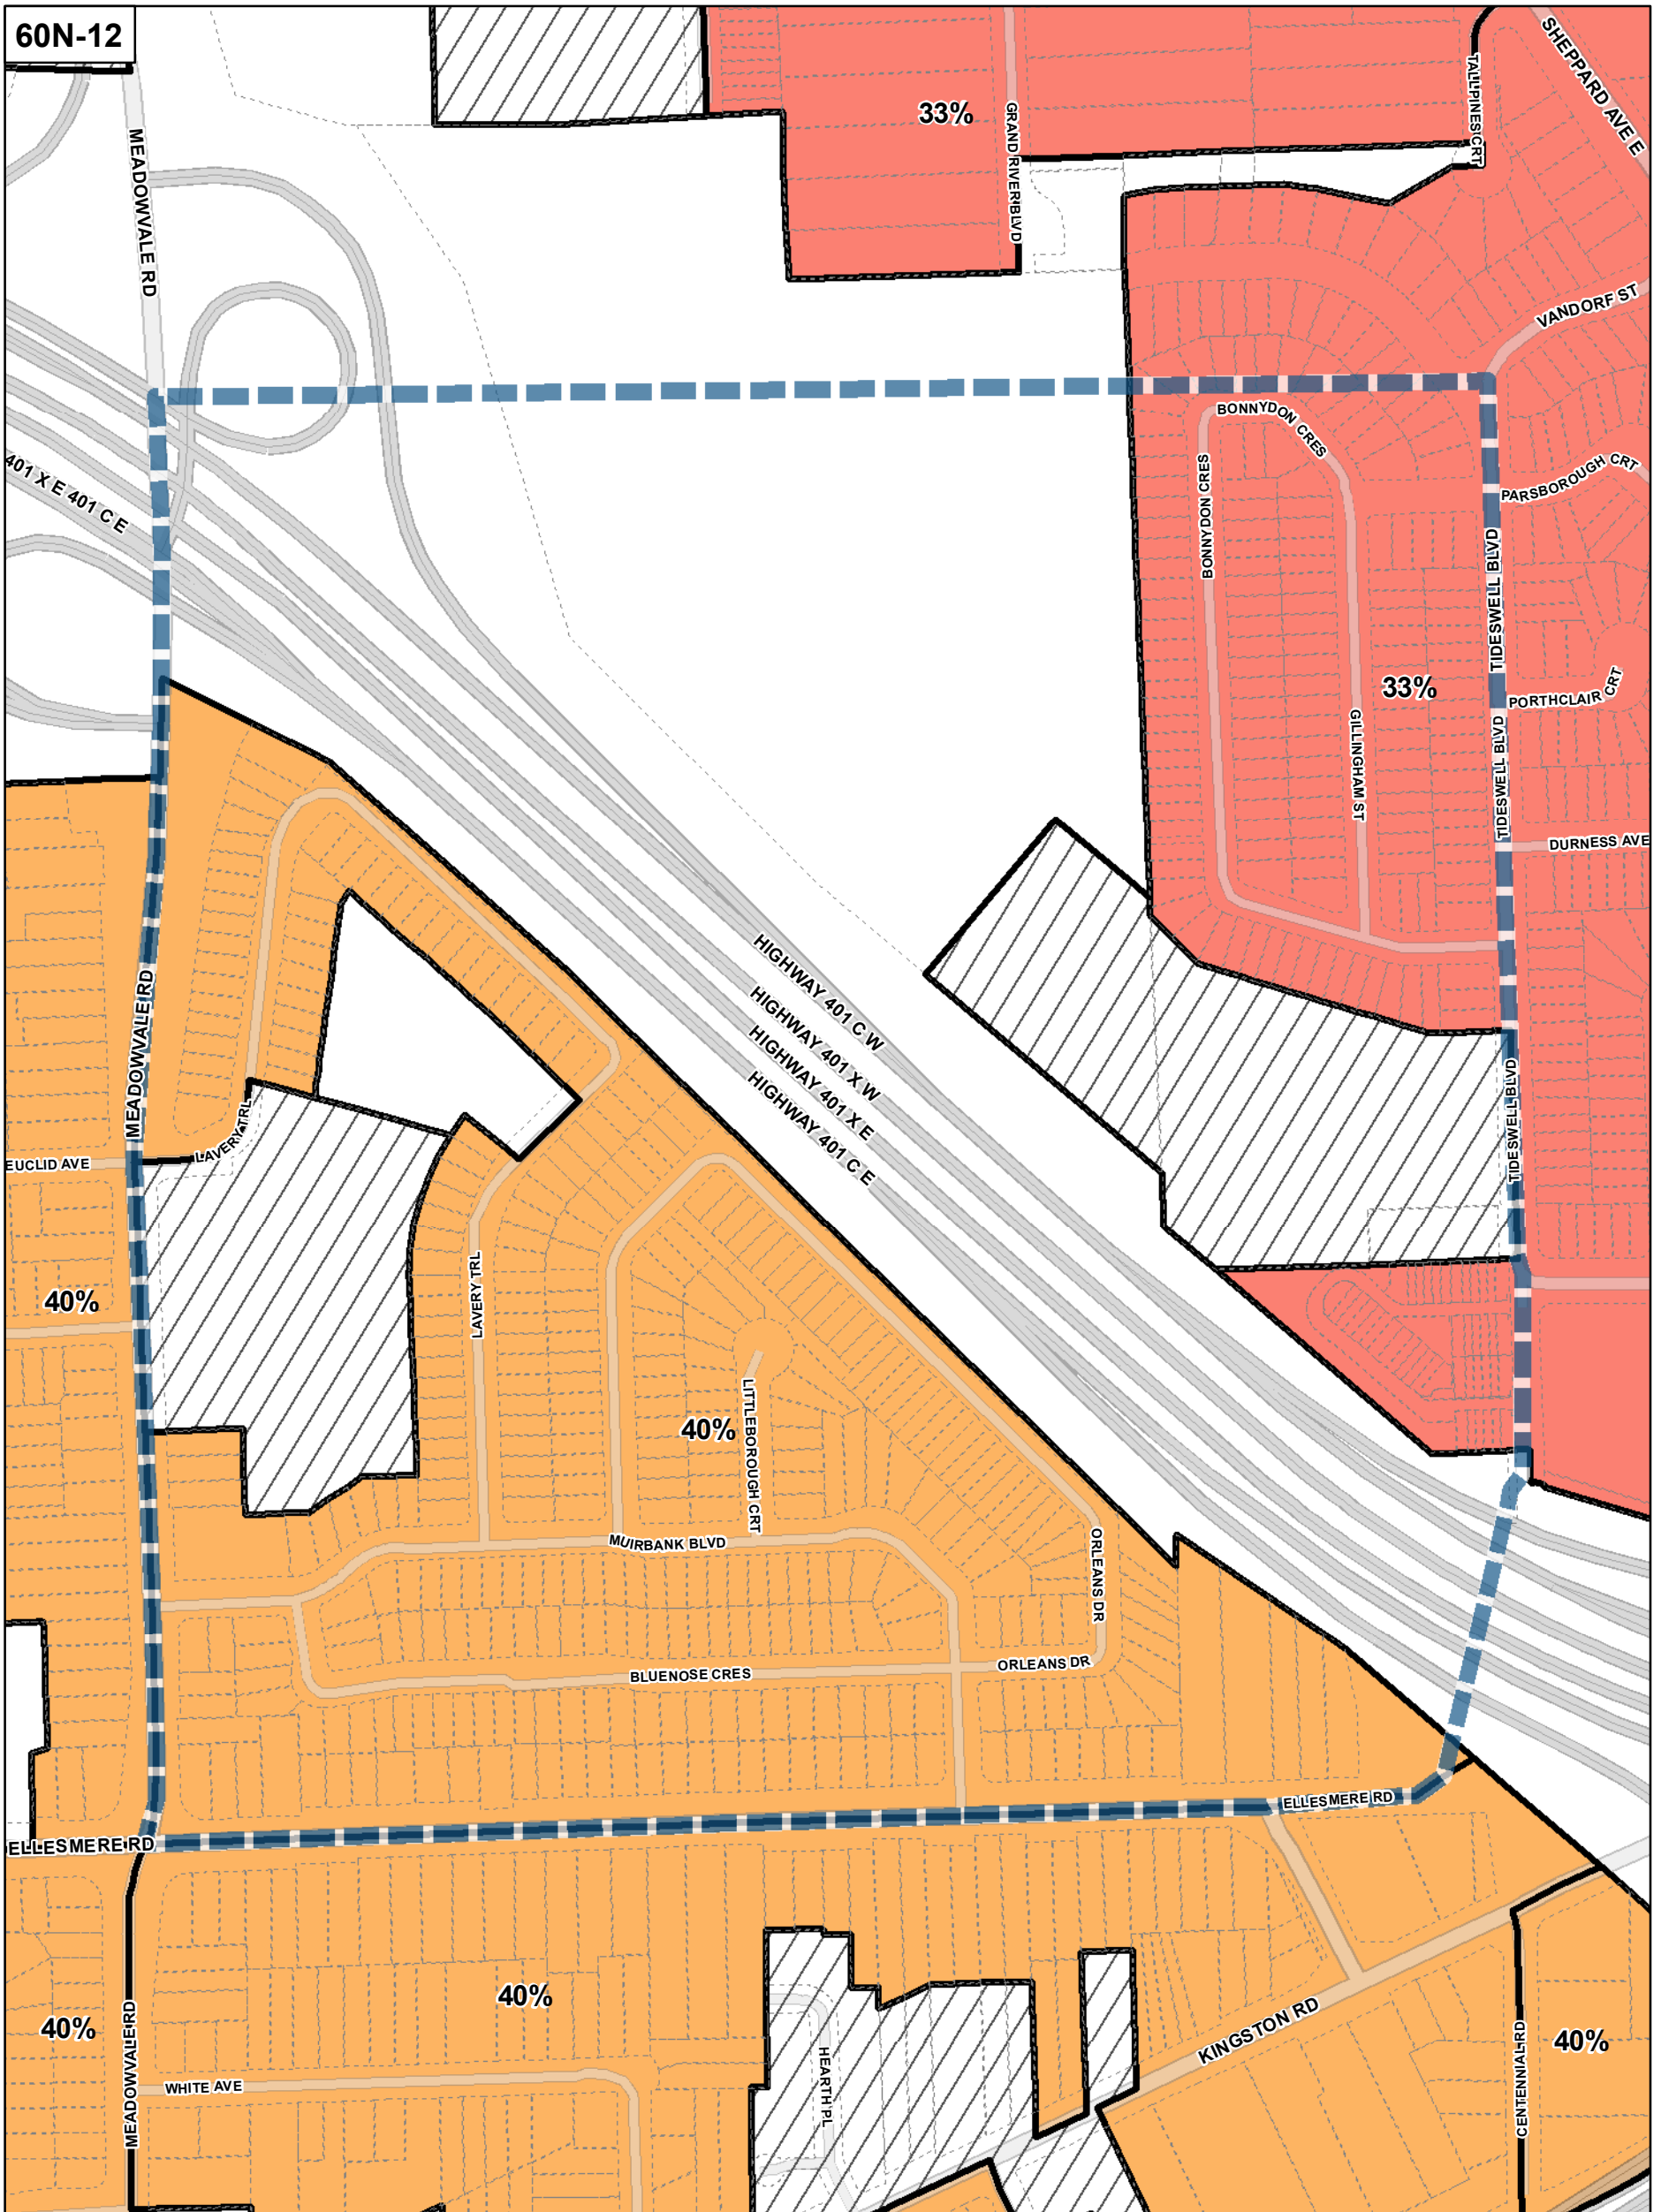 60N-12
SHEPPARD AVE E
TALL PINES CRT
33%
GRAND RIVER BLVD
MEADOWVALE RD
VANDORF ST
BONNYDON CRES
BONNYDON CRES
401 X E 401 C E
PARSBOROUGH CRT
TIDESWELL BLVD
33%
PORTHCLAIR CRT
GILLINGHAM ST
TIDESWELL BLVD
DURNESS AVE
HIGHWAY 401 C W
HIGHWAY 401 X W
HIGHWAY 401 X E
HIGHWAY 401 C E
MEADOWVALE RD
TIDESWELL BLVD
LAVERY TRL
EUCLID AVE
40%
LAVERY TRL
40%
LITTLEBOROUGH CRT
MUIRBANK BLVD
ORLEANS DR
ORLEANS DR
BLUENOSE CRES
ELLESMERE RD
ELLESMERE RD
40%
40%
MEADOWVALE RD
KINGSTON RD
40%
CENTENNIAL RD
HEARTH PL
WHITE AVE